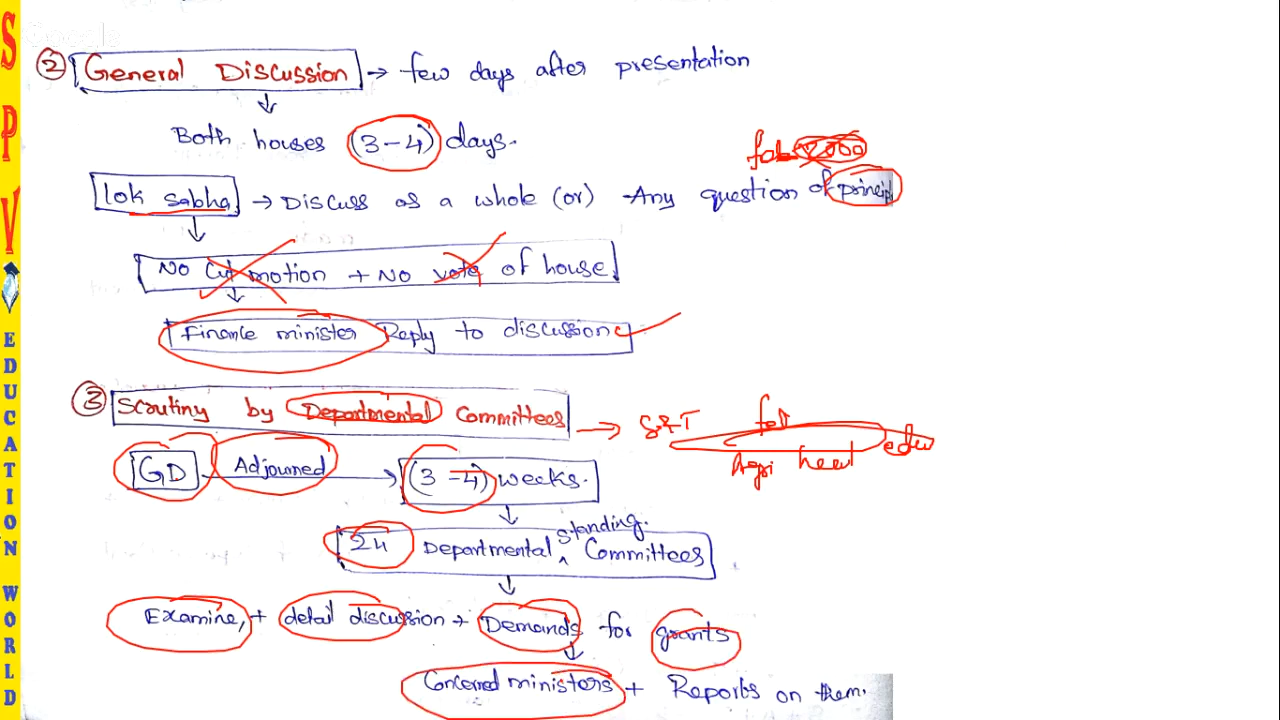 SPV EDUCATION WORLD
② General Discussion → few days after presentation
Both houses (3-4) days.
lok sabha → Discuss as a whole (or) Any question of princip
No cut motion + No vote of house
Finance minister Reply to discussion
③ Scrutiny by Departmental Committees →
GD Adjourned → (3-4) weeks.
24 Departmental standing Committees
Examine, + detail discussion + Demands for grants
+ Reports on them.